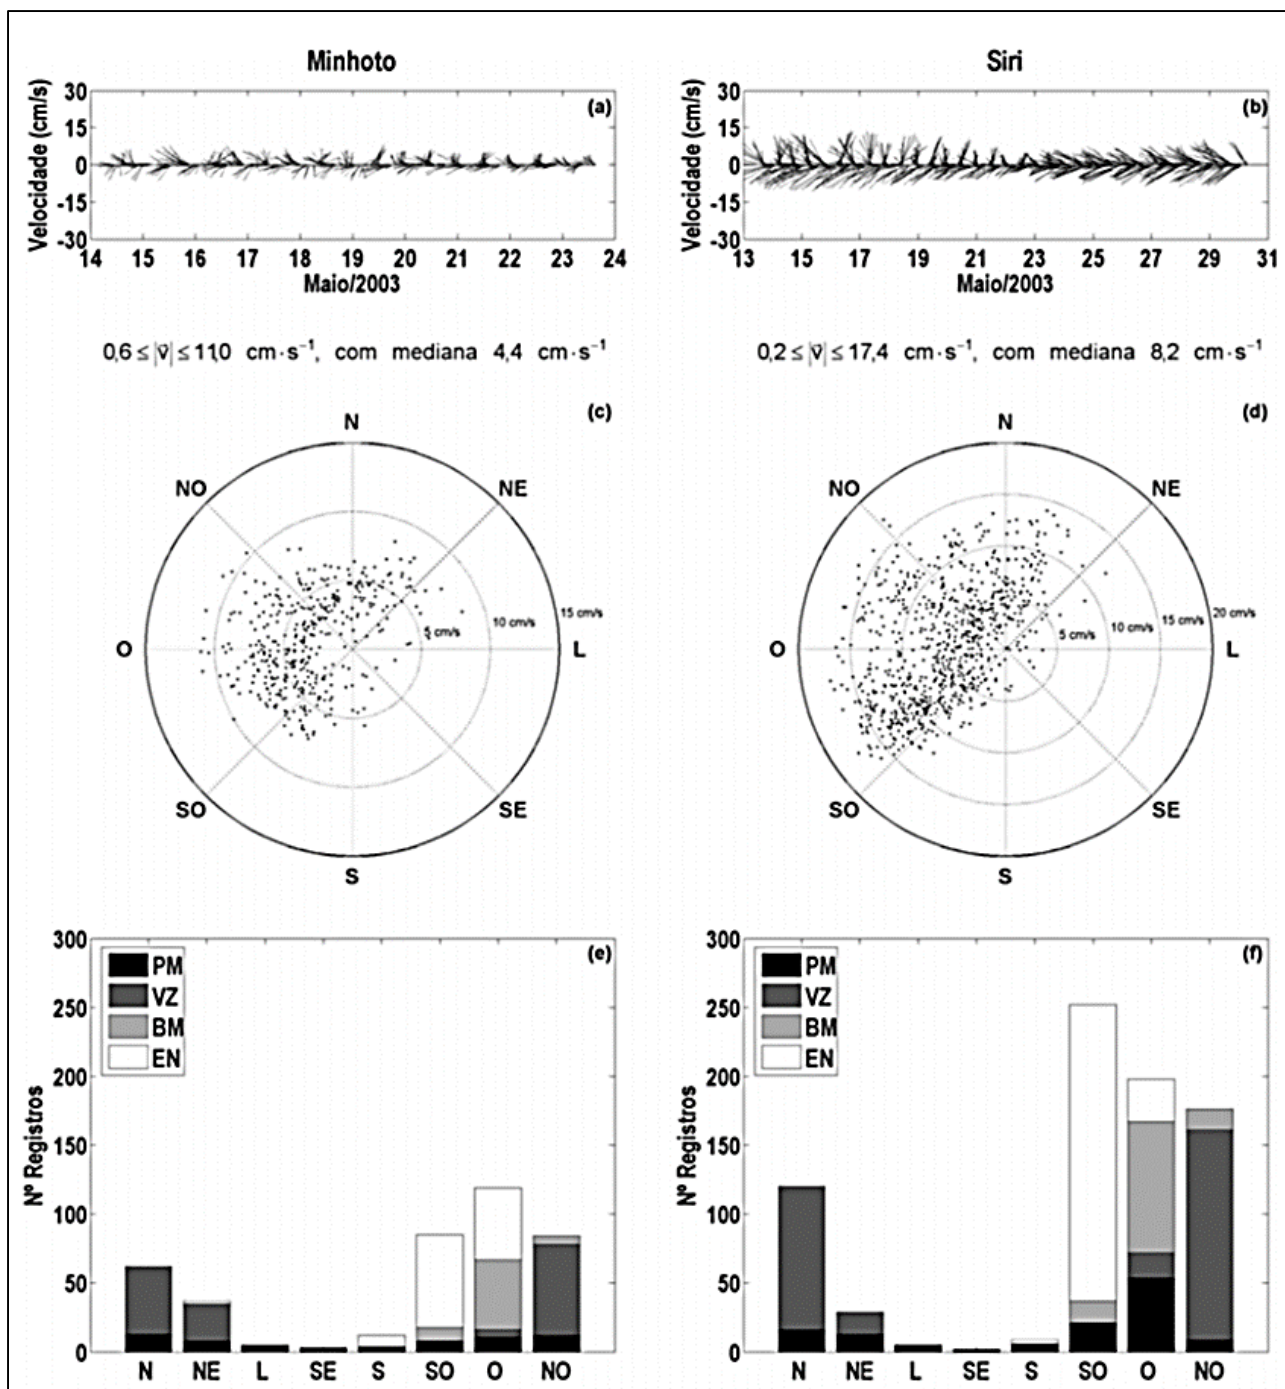 Minhoto
Siri
(a)
Velocidade (cm/s)
30
15
0
-15
-30
14 15 16 17 18 19 20 21 22 23 24
Maio/2003
(b)
Velocidade (cm/s)
30
15
0
-15
-30
13 15 17 19 21 23 25 27 29 31
Maio/2003
0,6 ≤ |v⃗| ≤ 11,0 cm·s⁻¹, com mediana 4,4 cm·s⁻¹
0,2 ≤ |v⃗| ≤ 17,4 cm·s⁻¹, com mediana 8,2 cm·s⁻¹
(c)
N
NO
NE
O
5 cm/s
10 cm/s
15 cm/s
L
SO
SE
S
(d)
N
NO
NE
O
5 cm/s
10 cm/s
15 cm/s
20 cm/s
L
SO
SE
S
(e)
Nº Registros
300
250
200
150
100
50
0
PM
VZ
BM
EN
N NE L SE S SO O NO
(f)
Nº Registros
300
250
200
150
100
50
0
PM
VZ
BM
EN
N NE L SE S SO O NO